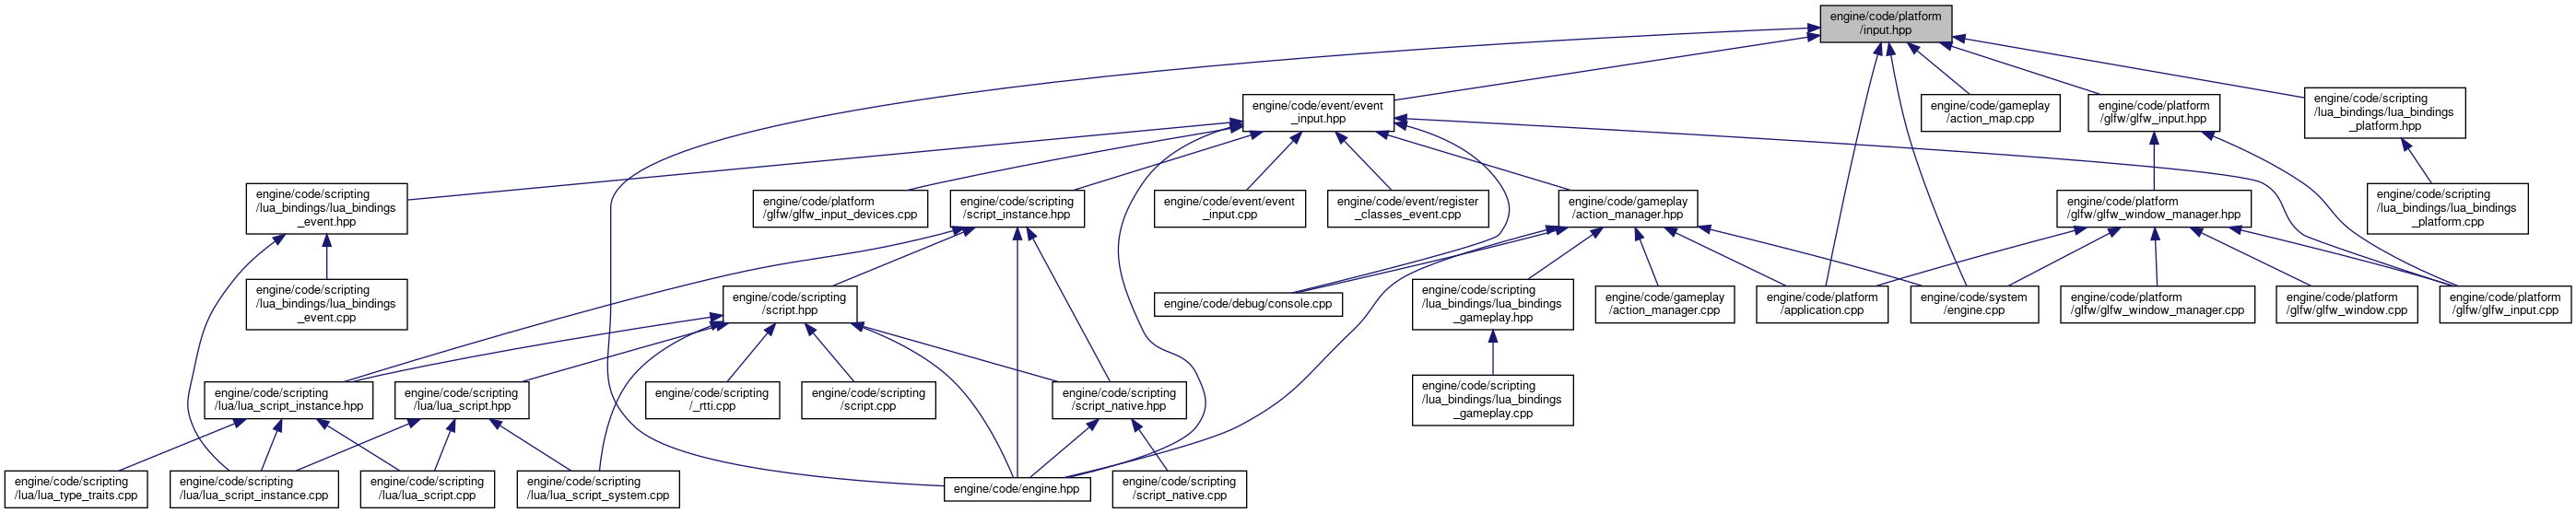 engine/code/platform
/input.hpp
engine/code/event/event
_input.hpp
engine/code/gameplay
/action_map.cpp
engine/code/platform
/glfw/glfw_input.hpp
engine/code/scripting
/lua_bindings/lua_bindings
_platform.hpp
engine/code/scripting
/lua_bindings/lua_bindings
_event.hpp
engine/code/platform
/glfw/glfw_input_devices.cpp
engine/code/scripting
/script_instance.hpp
engine/code/event/event
_input.cpp
engine/code/event/register
_classes_event.cpp
engine/code/gameplay
/action_manager.hpp
engine/code/platform
/glfw/glfw_window_manager.hpp
engine/code/scripting
/lua_bindings/lua_bindings
_platform.cpp
engine/code/scripting
/lua_bindings/lua_bindings
_event.cpp
engine/code/scripting
/script.hpp
engine/code/debug/console.cpp
engine/code/scripting
/lua_bindings/lua_bindings
_gameplay.hpp
engine/code/gameplay
/action_manager.cpp
engine/code/platform
/application.cpp
engine/code/system
/engine.cpp
engine/code/platform
/glfw/glfw_window_manager.cpp
engine/code/platform
/glfw/glfw_window.cpp
engine/code/platform
/glfw/glfw_input.cpp
engine/code/scripting
/lua/lua_script_instance.hpp
engine/code/scripting
/lua/lua_script.hpp
engine/code/scripting
/_rtti.cpp
engine/code/scripting
/script.cpp
engine/code/scripting
/script_native.hpp
engine/code/scripting
/lua_bindings/lua_bindings
_gameplay.cpp
engine/code/scripting
/lua/lua_type_traits.cpp
engine/code/scripting
/lua/lua_script_instance.cpp
engine/code/scripting
/lua/lua_script.cpp
engine/code/scripting
/lua/lua_script_system.cpp
engine/code/engine.hpp
engine/code/scripting
/script_native.cpp